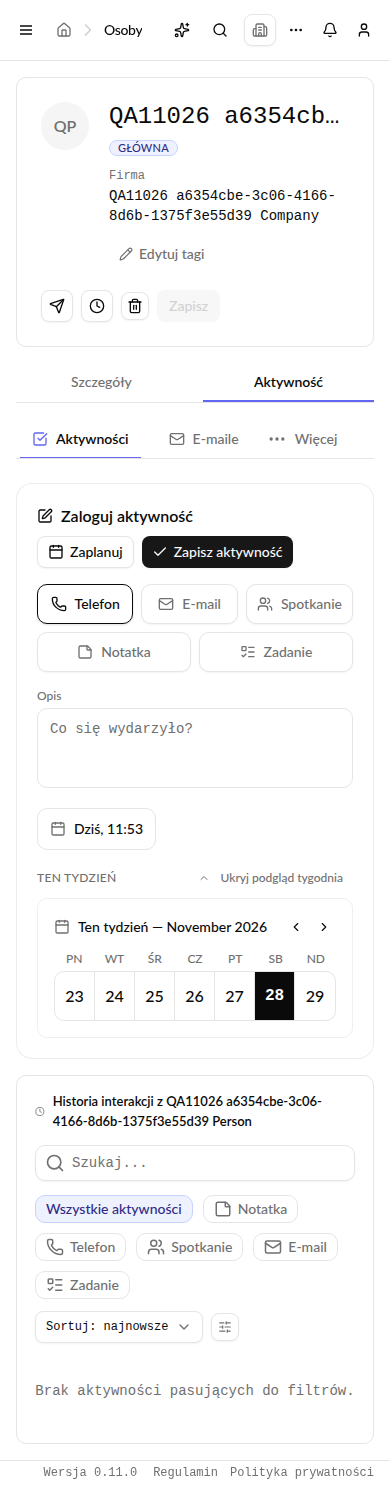 Osoby
QP
QA11026 a6354cb…
GŁÓWNA
Firma
QA11026 a6354cbe-3c06-4166-
8d6b-1375f3e55d39 Company
Edytuj tagi
Zapisz
Szczegóły Aktywność
Aktywności E-maile Więcej
Zaloguj aktywność
Zaplanuj Zapisz aktywność
Telefon E-mail Spotkanie
Notatka Zadanie
Opis
Co się wydarzyło?
Dziś, 11:53
TEN TYDZIEŃ Ukryj podgląd tygodnia
Ten tydzień — November 2026
PN WT ŚR CZ PT SB ND
23 24 25 26 27 28 29
Historia interakcji z QA11026 a6354cbe-3c06-
4166-8d6b-1375f3e55d39 Person
Szukaj...
Wszystkie aktywności Notatka
Telefon Spotkanie E-mail
Zadanie
Sortuj: najnowsze
Brak aktywności pasujących do filtrów.
Wersja 0.11.0 Regulamin Polityka prywatności